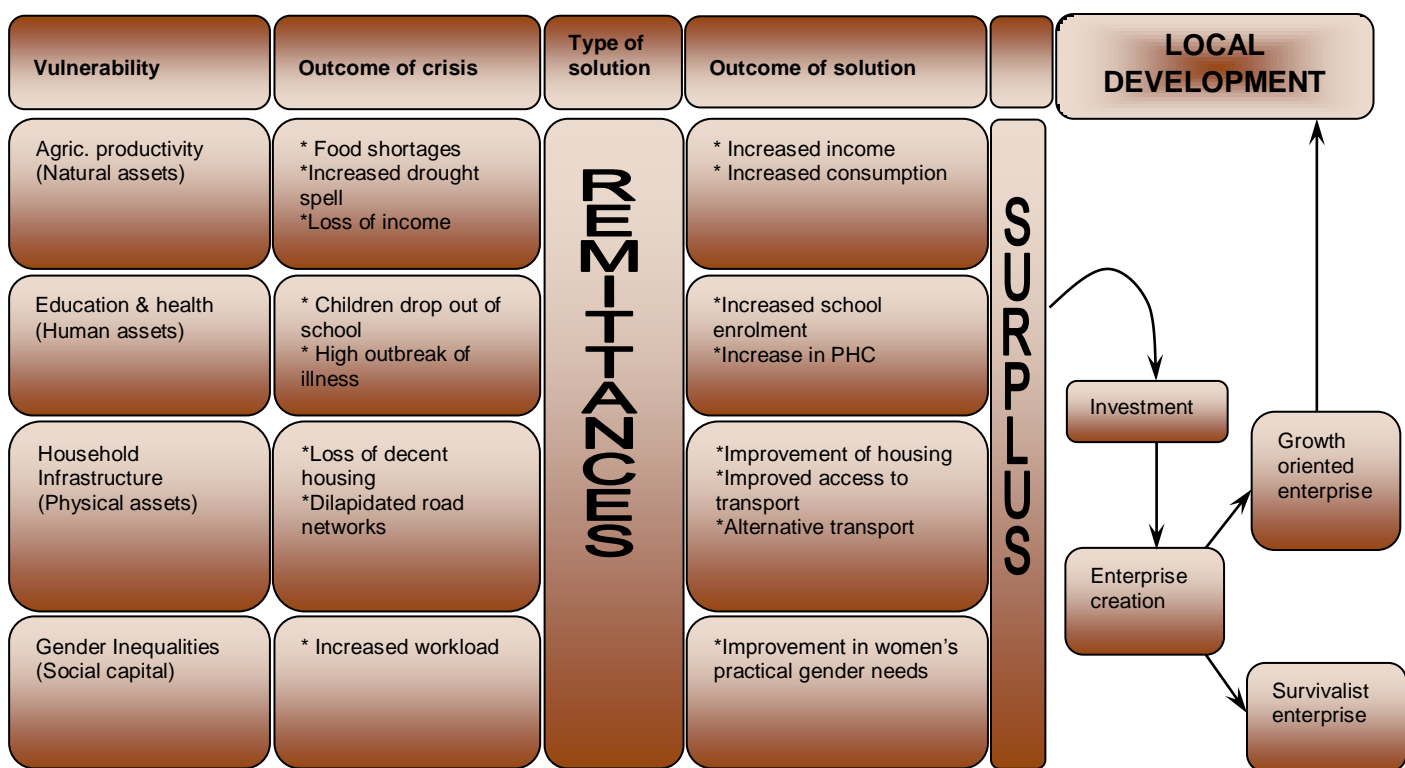 Vulnerability
Outcome of crisis
Type of
solution
Outcome of solution
LOCAL
DEVELOPMENT
Agric. productivity
(Natural assets)
* Food shortages
*Increased drought
spell
*Loss of income
REMITTANCES
* Increased income
* Increased consumption
SURPLUS
Education & health
(Human assets)
* Children drop out of
school
* High outbreak of
illness
*Increased school
enrolment
*Increase in PHC
Household
Infrastructure
(Physical assets)
*Loss of decent
housing
*Dilapidated road
networks
*Improvement of housing
*Improved access to
transport
*Alternative transport
Gender Inequalities
(Social capital)
* Increased workload
*Improvement in women’s
practical gender needs
Investment
Enterprise
creation
Growth
oriented
enterprise
Survivalist
enterprise